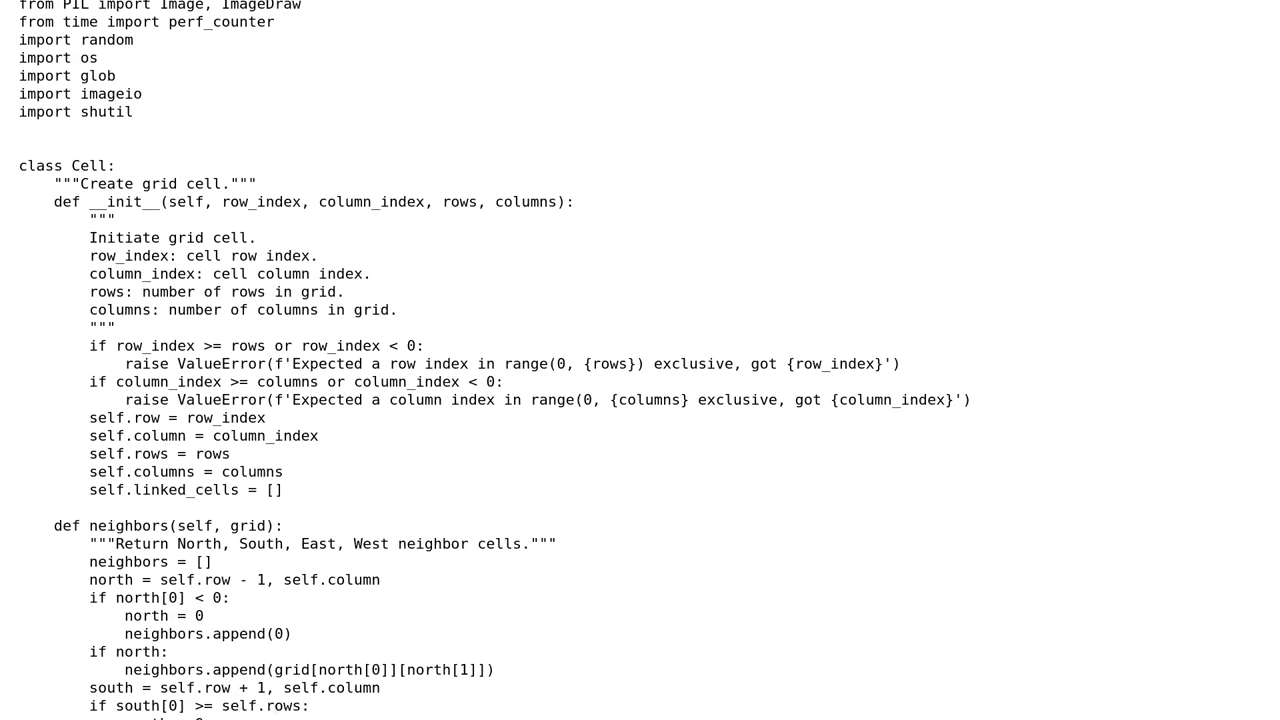 from PIL import Image, ImageDraw
from time import perf_counter
import random
import os
import glob
import imageio
import shutil


class Cell:
    """Create grid cell."""
    def __init__(self, row_index, column_index, rows, columns):
        """
        Initiate grid cell.
        row_index: cell row index.
        column_index: cell column index.
        rows: number of rows in grid.
        columns: number of columns in grid.
        """
        if row_index >= rows or row_index < 0:
            raise ValueError(f'Expected a row index in range(0, {rows}) exclusive, got {row_index}')
        if column_index >= columns or column_index < 0:
            raise ValueError(f'Expected a column index in range(0, {columns} exclusive, got {column_index}')
        self.row = row_index
        self.column = column_index
        self.rows = rows
        self.columns = columns
        self.linked_cells = []

    def neighbors(self, grid):
        """Return North, South, East, West neighbor cells."""
        neighbors = []
        north = self.row - 1, self.column
        if north[0] < 0:
            north = 0
            neighbors.append(0)
        if north:
            neighbors.append(grid[north[0]][north[1]])
        south = self.row + 1, self.column
        if south[0] >= self.rows: